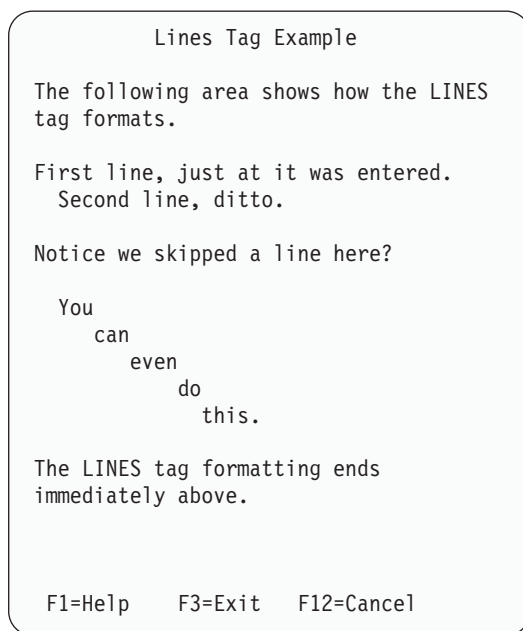 Lines Tag Example
The following area shows how the LINES
tag formats.
First line, just at it was entered.
Second line, ditto.
Notice we skipped a line here?
You
can
even
do
this.
The LINES tag formatting ends
immediately above.
F1=Help F3=Exit F12=Cancel